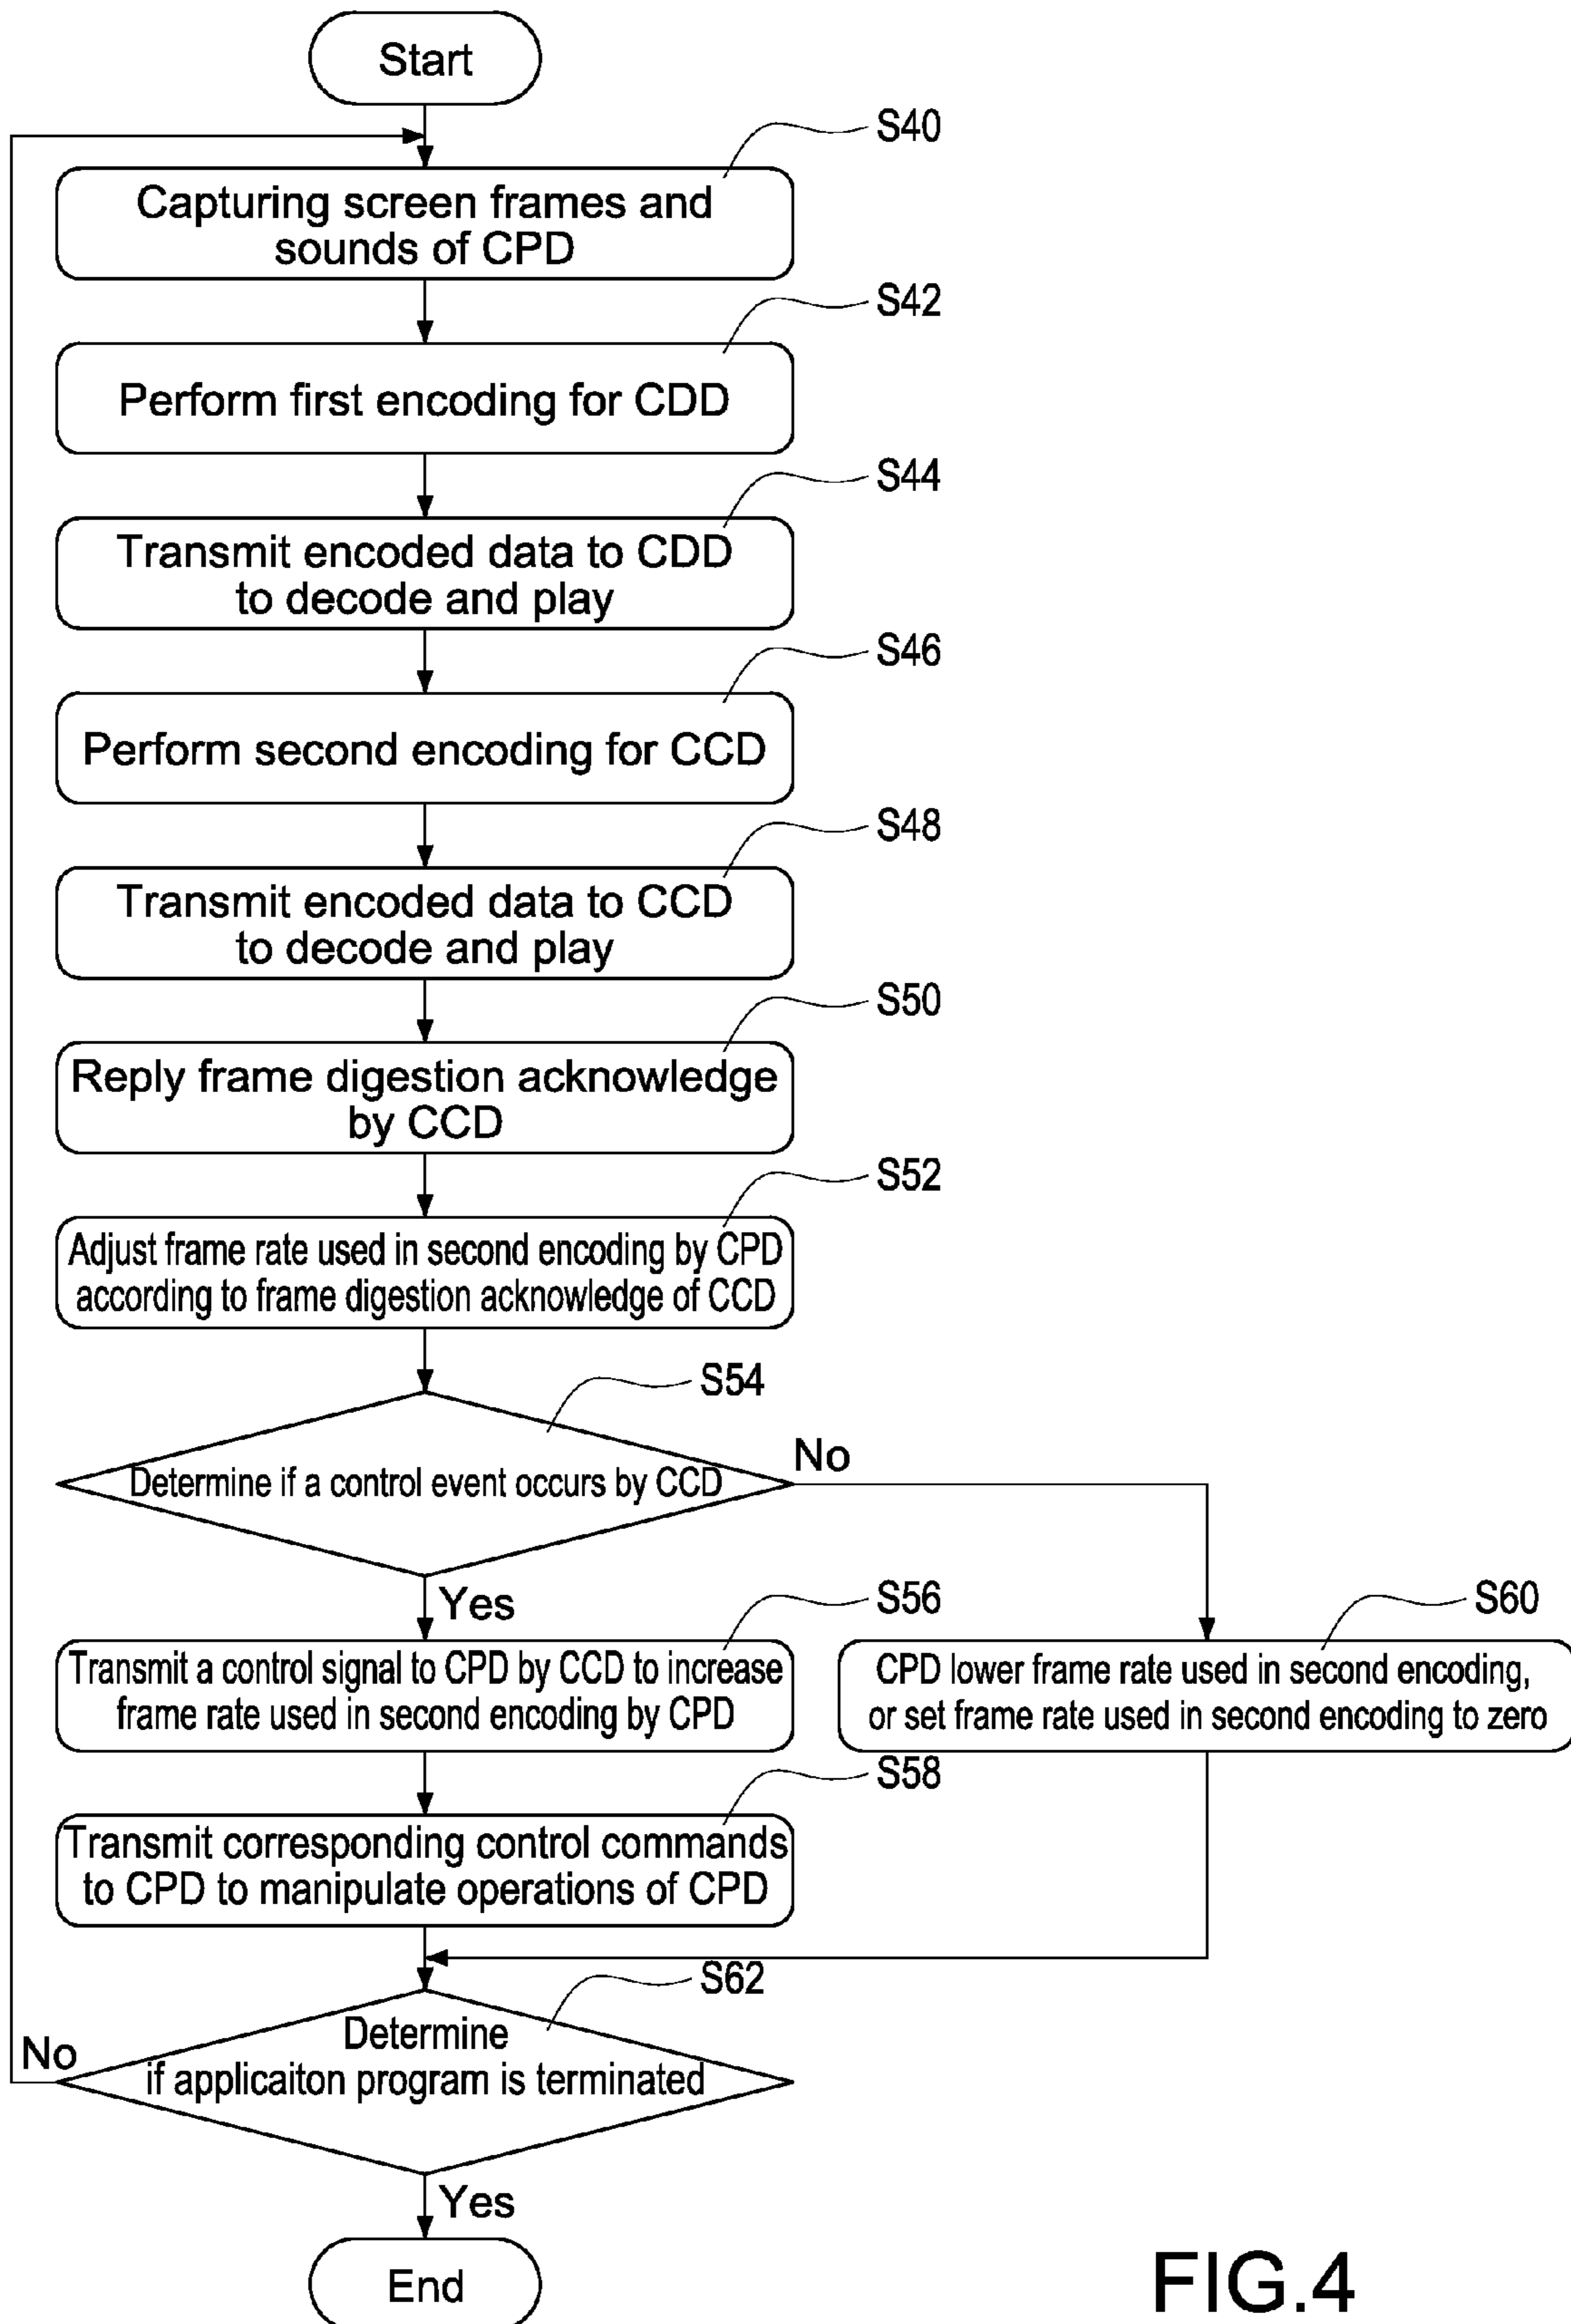 Start
S40
Capturing screen frames and
sounds of CPD
S42
Perform first encoding for CDD
S44
Transmit encoded data to CDD
to decode and play
S46
Perform second encoding for CCD
S48
Transmit encoded data to CCD
to decode and play
S50
Reply frame digestion acknowledge
by CCD
S52
Adjust frame rate used in second encoding by CPD
according to frame digestion acknowledge of CCD
S54
Determine if a control event occurs by CCD
No
Yes
S56
Transmit a control signal to CPD by CCD to increase
frame rate used in second encoding by CPD
S60
CPD lower frame rate used in second encoding,
or set frame rate used in second encoding to zero
S58
Transmit corresponding control commands
to CPD to manipulate operations of CPD
S62
Determine
if applicaiton program is terminated
No
Yes
End
FIG.4